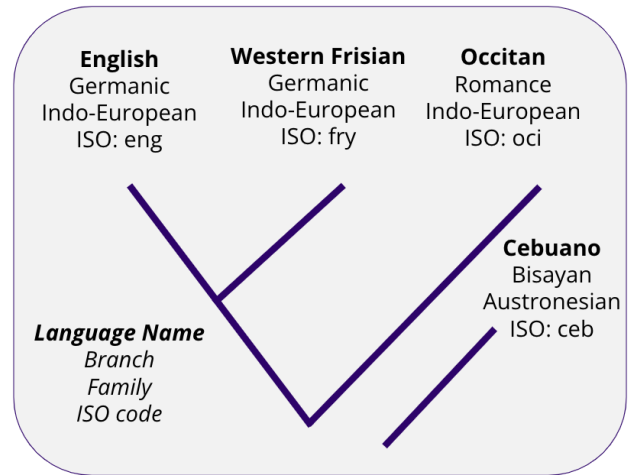 English
Germanic
Indo-European
ISO: eng
Western Frisian
Germanic
Indo-European
ISO: fry
Occitan
Romance
Indo-European
ISO: oci
Cebuano
Bisayan
Austronesian
ISO: ceb
Language Name
Branch
Family
ISO code